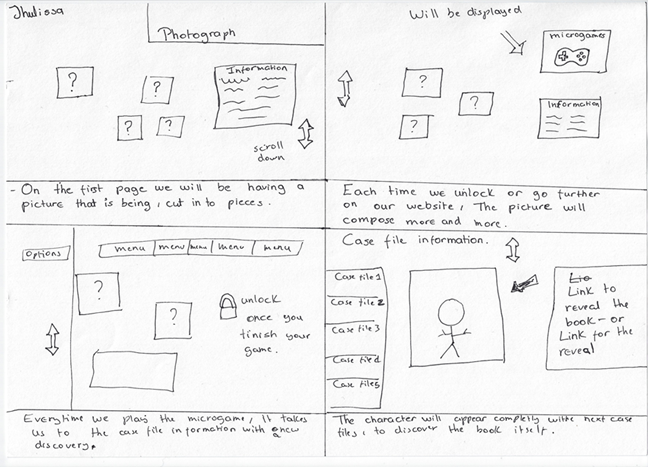 Jhulissa
Photograph
?
?
?
?
Information
scroll
down
- On the first page we will be having a
picture that is being, cut in to pieces.
Will be displayed
microgames
?
?
?
Information
Each time we unlock or go further
on our website, The picture will
compose more and more.
Options
menu menu menu menu menu
?
?
unlock
once you
finish your
game.
Everytime we plays the microgame, It takes
us to the case file information with a new
discovery.
Case file information.
Case file 1
Case file 2
Case file 3
Case file 4
Case file 5
Link to
reveal the
book - or
Link for the
reveal
The character will appear completly withe next case
files, to discover the book itself.